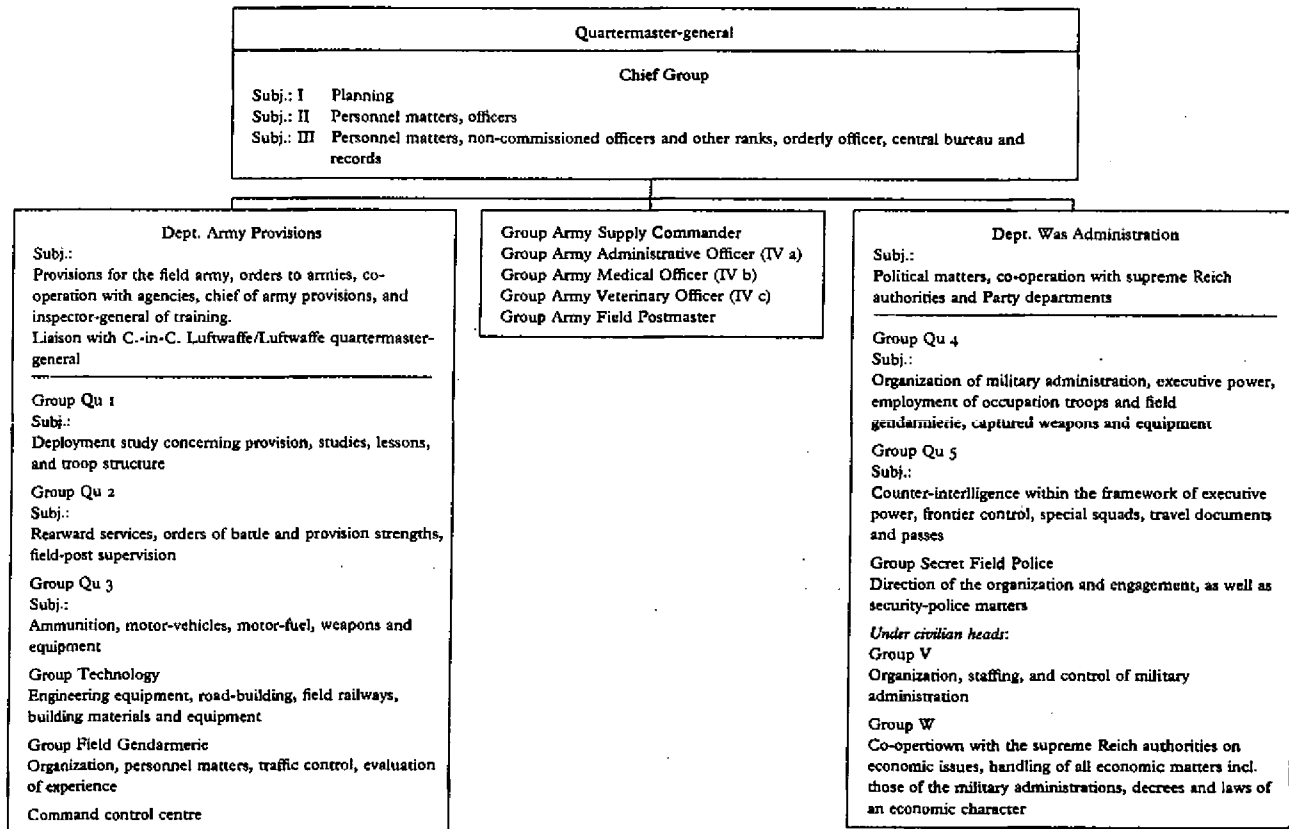 Quartermaster-general
Chief Group
Subj.: I Planning
Subj.: II Personnel matters, officers
Subj.: III Personnel matters, non-commissioned officers and other ranks, orderly officer, central bureau and
records
Dept. Army Provisions
Subj.:
Provisions for the field army, orders to armies, co-
operation with agencies, chief of army provisions, and
inspector-general of training.
Liaison with C.-in-C. Luftwaffe/Luftwaffe quartermaster-
general
Group Qu 1
Subj.:
Deployment study concerning provision, studies, lessons,
and troop structure
Group Qu 2
Subj.:
Rearward services, orders of battle and provision strengths,
field-post supervision
Group Qu 3
Subj.:
Ammunition, motor-vehicles, motor-fuel, weapons and
equipment
Group Technology
Engineering equipment, road-building, field railways,
building materials and equipment
Group Field Gendarmerie
Organization, personnel matters, traffic control, evaluation
of experience
Command control centre
Group Army Supply Commander
Group Army Administrative Officer (IV a)
Group Army Medical Officer (IV b)
Group Army Veterinary Officer (IV c)
Group Army Field Postmaster
Dept. Was Administration
Subj.:
Political matters, co-operation with supreme Reich
authorities and Party departments
Group Qu 4
Subj.:
Organization of military administration, executive power,
employment of occupation troops and field
gendarmierie, captured weapons and equipment
Group Qu 5
Subj.:
Counter-interlligence within the framework of executive
power, frontier control, special squads, travel documents
and passes
Group Secret Field Police
Direction of the organization and engagement, as well as
security-police matters
Under civilian heads:
Group V
Organization, staffing, and control of military
administration
Group W
Co-opertiown with the supreme Reich authorities on
economic issues, handling of all economic matters incl.
those of the military administrations, decrees and laws of
an economic character